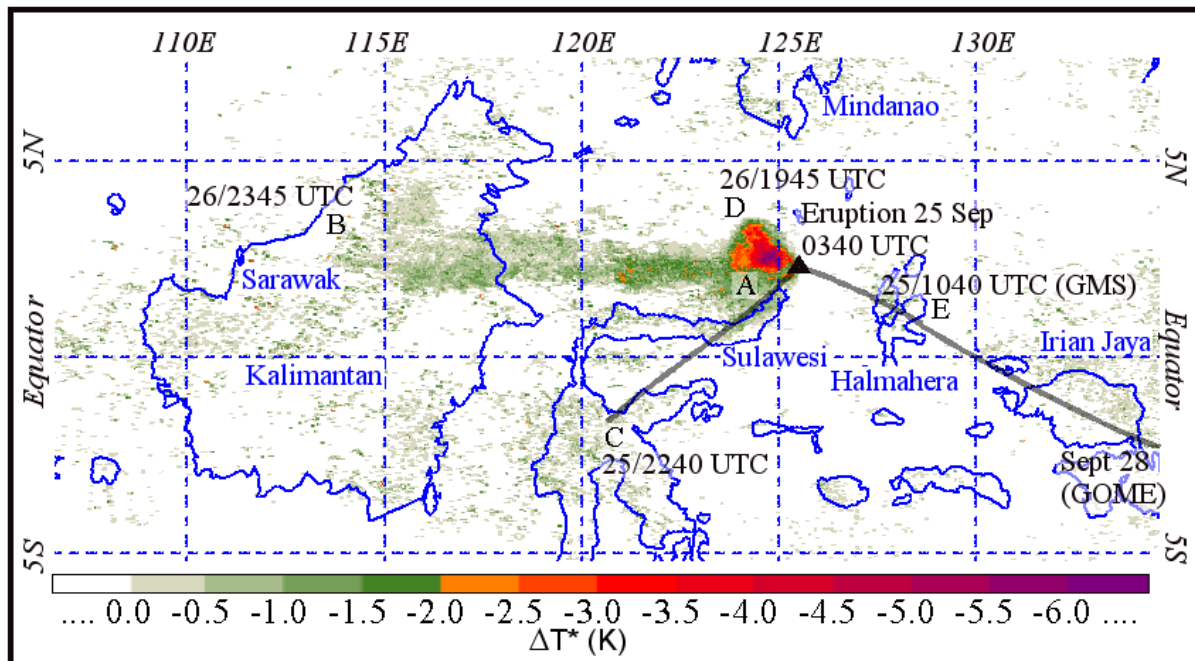 110E 115E 120E 125E 130E
Mindanao
5N 5N
26/2345 UTC 26/1945 UTC
B D Eruption 25 Sep
0340 UTC
Sarawak A 25/1040 UTC (GMS)
E
Equator Equator
Kalimantan Sulawesi Irian Jaya
Halmahera
C
25/2240 UTC Sept 28
(GOME)
5S 5S
.... 0.0 -0.5 -1.0 -1.5 -2.0 -2.5 -3.0 -3.5 -4.0 -4.5 -5.0 -5.5 -6.0 ....
ΔT* (K)